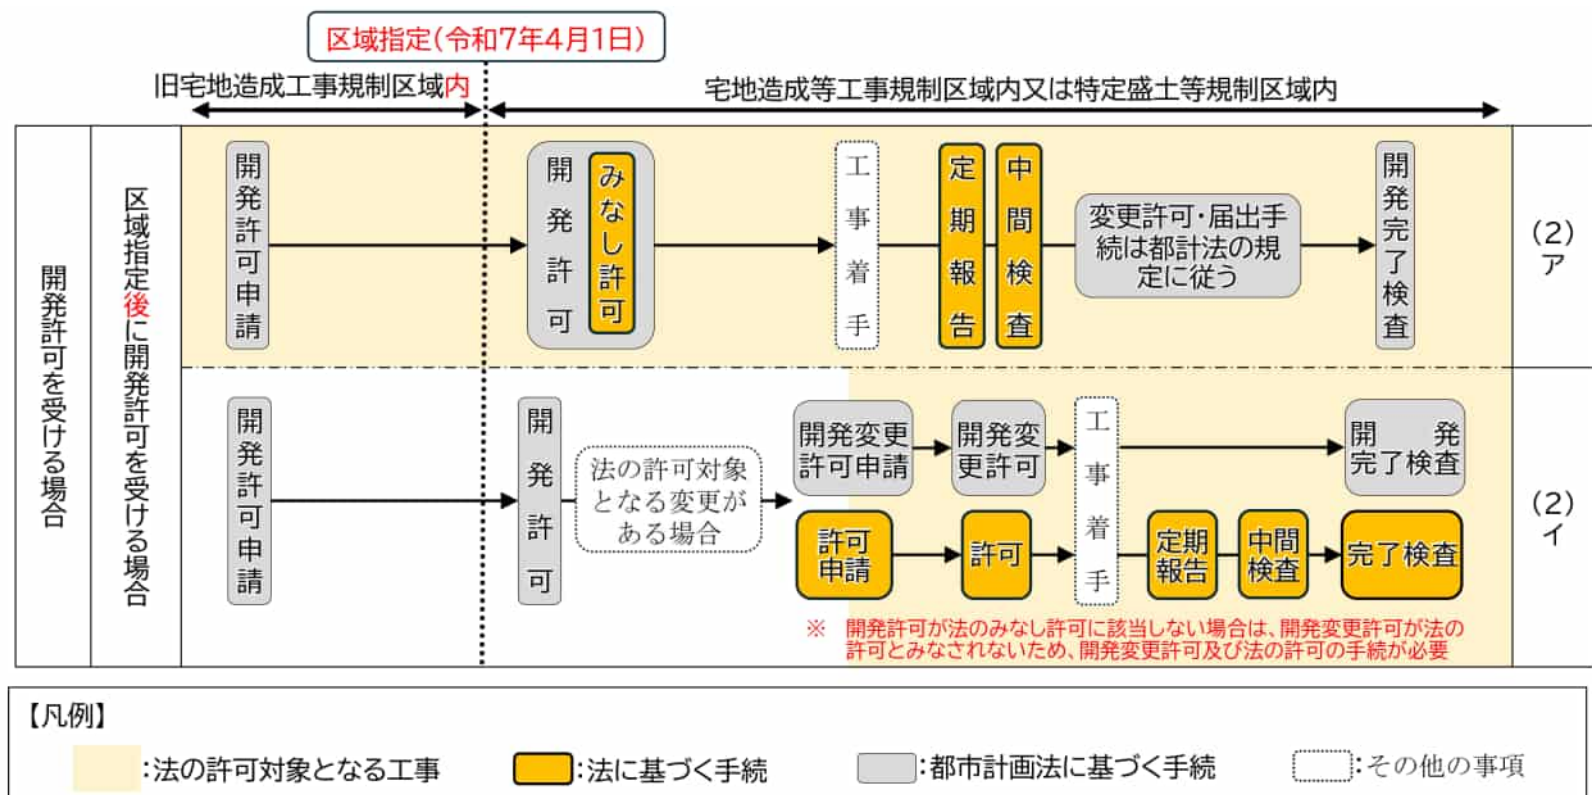 区域指定(令和7年4月1日)
旧宅地造成工事規制区域内
宅地造成等工事規制区域内又は特定盛土等規制区域内
開発許可を受ける場合
区域指定後に開発許可を受ける場合
開発許可申請
開発許可
みなし許可
工事着手
定期報告
中間検査
変更許可・届出手
続は都計法の規
定に従う
開発完了検査
(2)
ア
開発許可申請
開発許可
法の許可対象
となる変更が
ある場合
開発変更
許可申請
開発変
更許可
工事着手
開発
完了検査
許可
申請
許可
定期
報告
中間
検査
完了検査
(2)
イ
※ 開発許可が法のみなし許可に該当しない場合は、開発変更許可が法の
許可とみなされないため、開発変更許可及び法の許可の手続が必要
【凡例】
:法の許可対象となる工事
:法に基づく手続
:都市計画法に基づく手続
:その他の事項